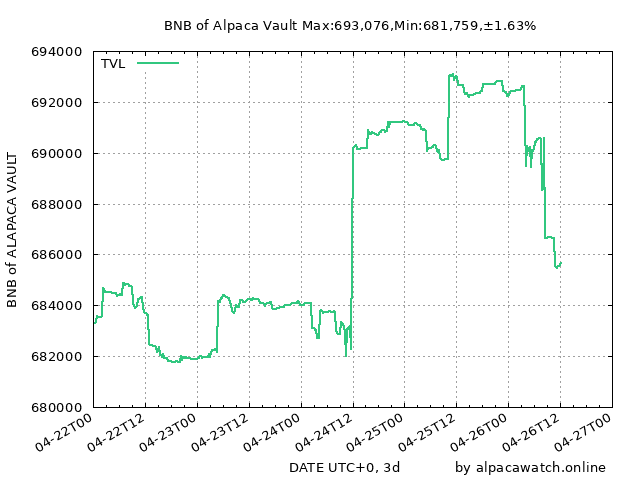 BNB of Alpaca Vault Max:693,076,Min:681,759,±1.63%
TVL
694000
692000
690000
688000
686000
684000
682000
680000
BNB of ALAPACA VAULT
04-22T00
04-22T12
04-23T00
04-23T12
04-24T00
04-24T12
04-25T00
04-25T12
04-26T00
04-26T12
04-27T00
DATE UTC+0, 3d
by alpacawatch.online